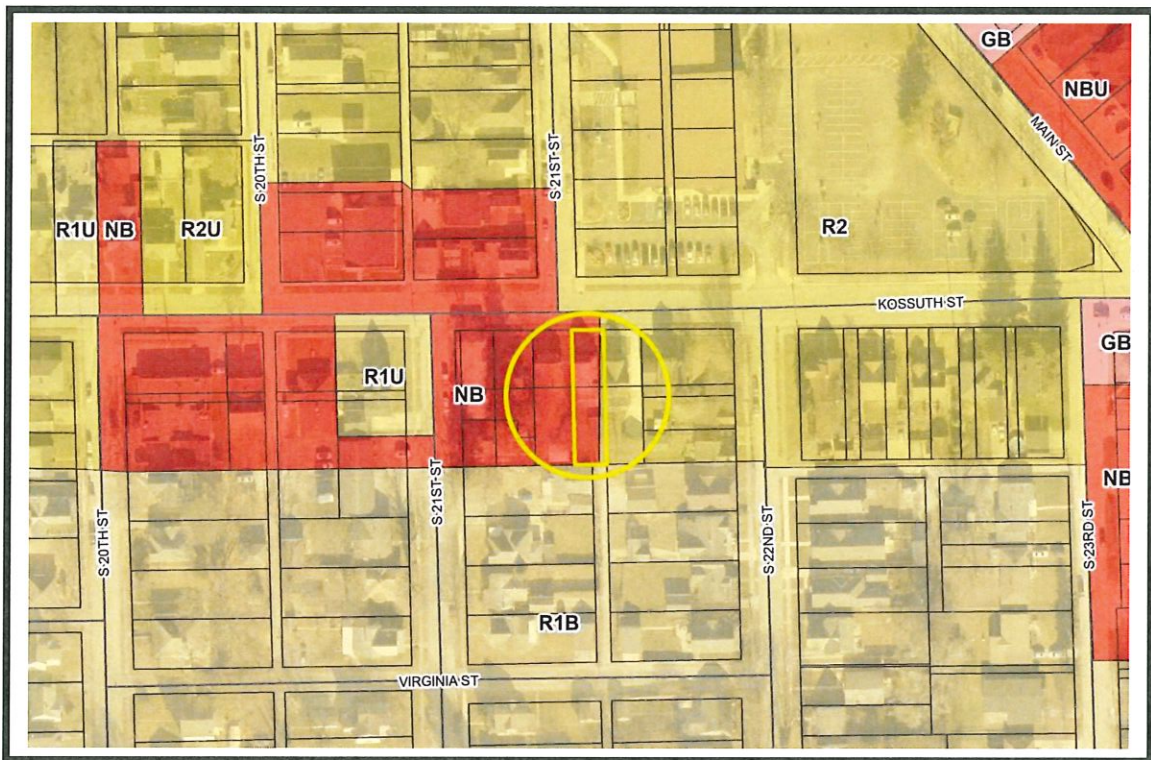 GB
NBU
S 20TH ST
S 21ST ST
MAIN ST
R1U
NB
R2U
R2
KOSSUTH ST
GB
R1U
NB
NB
S 21ST ST
S 20TH ST
S 22ND ST
S 23RD ST
R1B
VIRGINIA ST